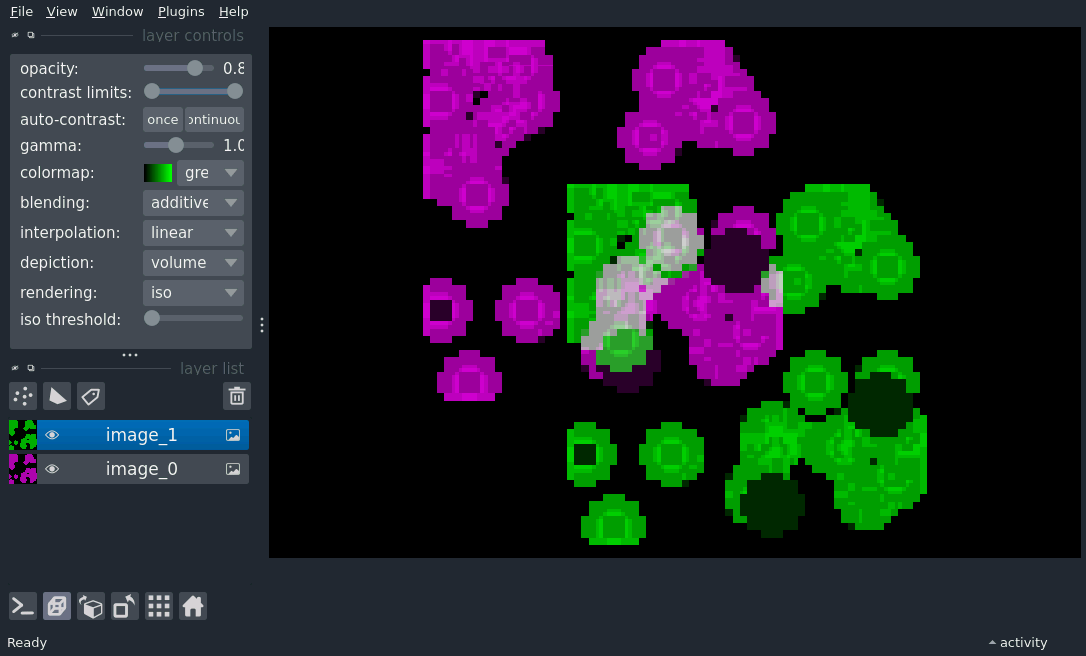 File View Window Plugins Help
layer controls
opacity: 0.8
contrast limits:
auto-contrast: once ontinuou
gamma: 1.0
colormap: gre
blending: additive
interpolation: linear
depiction: volume
rendering: iso
iso threshold:
layer list
image_1
image_0
Ready activity